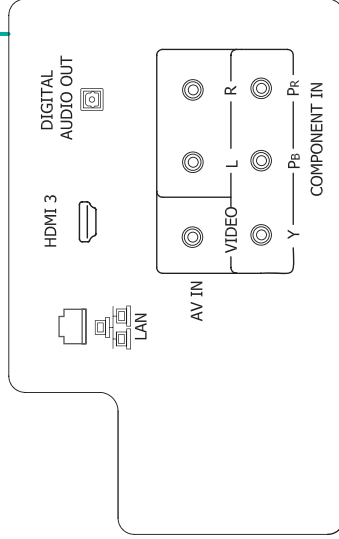 DIGITAL
AUDIO OUT
HDMI 3
LAN
AV IN
VIDEO
L
R
Y
PB
PR
COMPONENT IN